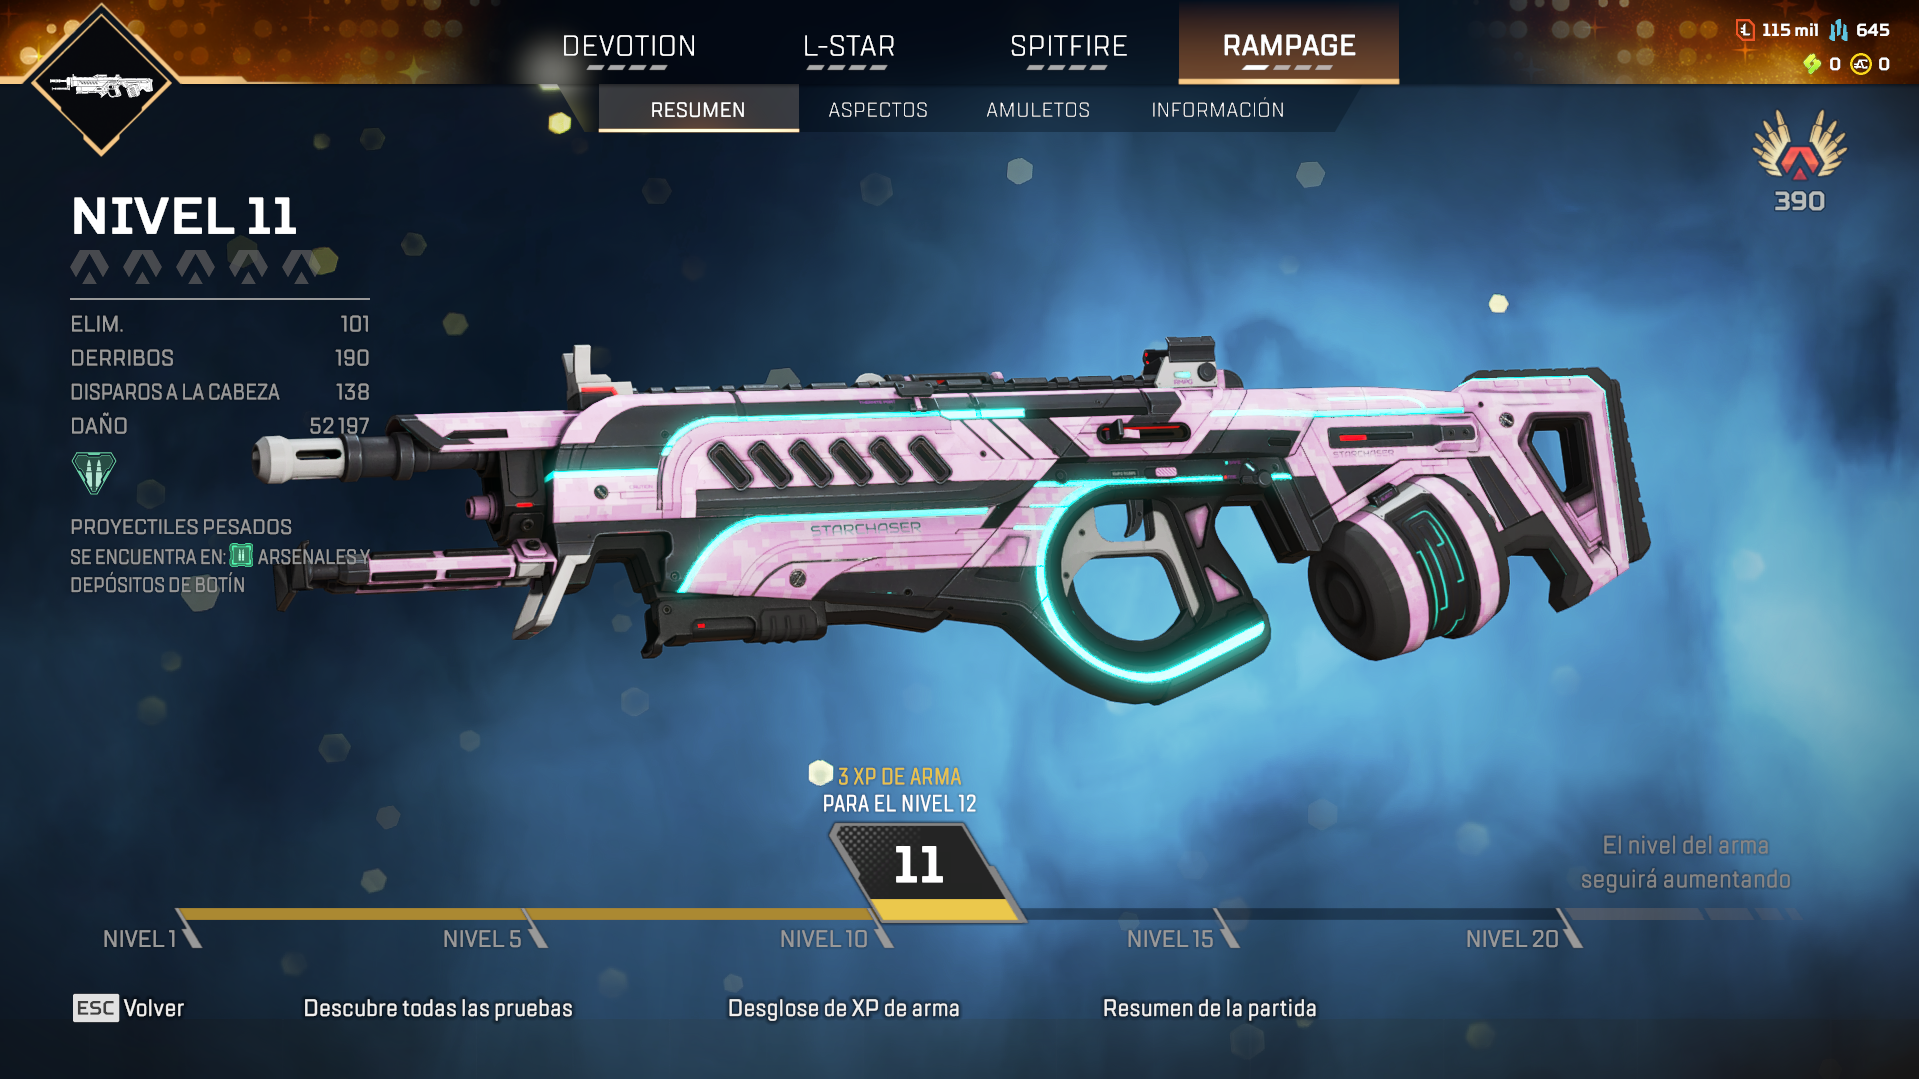 DEVOTION
L-STAR
SPITFIRE
RAMPAGE
115 mil
645
0
0
RESUMEN
ASPECTOS
AMULETOS
INFORMACIÓN
390
NIVEL 11
ELIM. 101
DERRIBOS 190
DISPAROS A LA CABEZA 138
DAÑO 52 197
PROYECTILES PESADOS
SE ENCUENTRA EN: ARSENALES Y
DEPÓSITOS DE BOTÍN
STARCHASER
STARCHASER
3 XP DE ARMA
PARA EL NIVEL 12
11
El nivel del arma
seguirá aumentando
NIVEL 1
NIVEL 5
NIVEL 10
NIVEL 15
NIVEL 20
ESC Volver
Descubre todas las pruebas
Desglose de XP de arma
Resumen de la partida